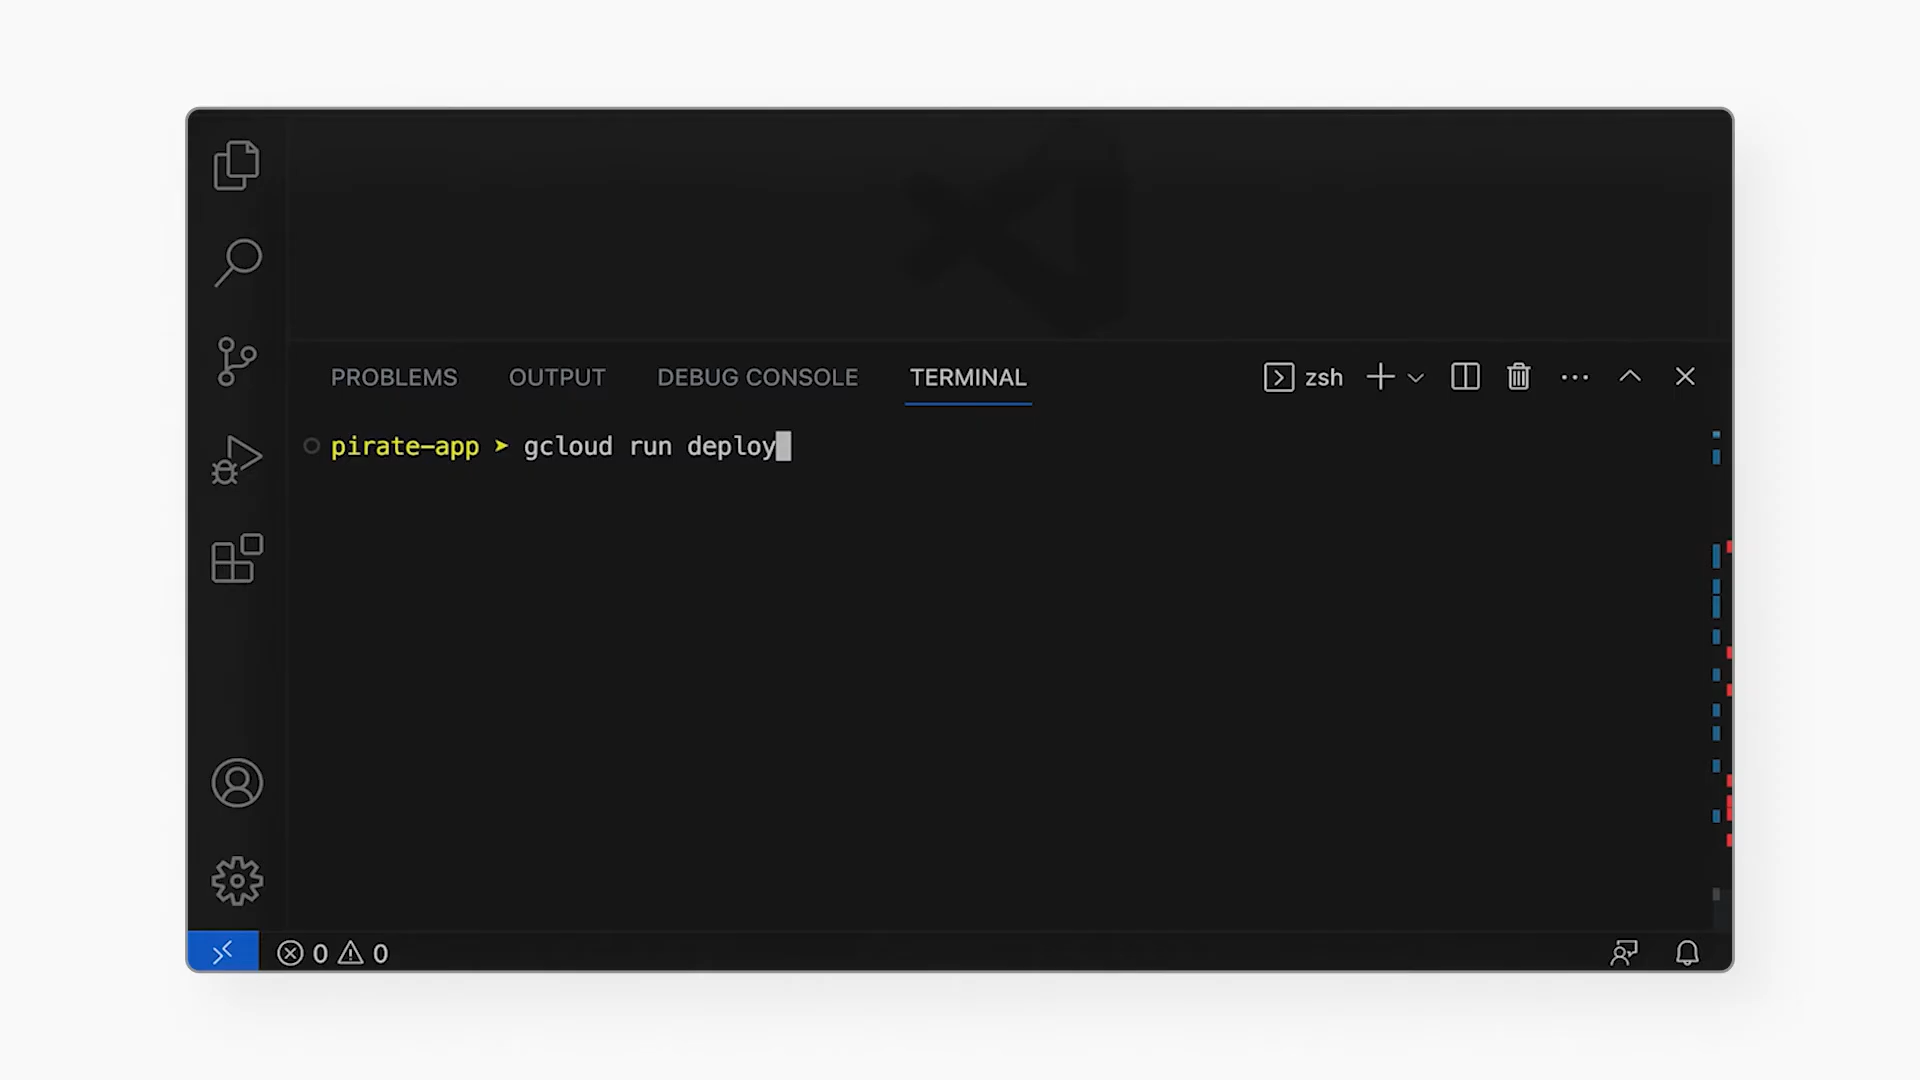 PROBLEMS OUTPUT DEBUG CONSOLE TERMINAL zsh
pirate-app ➤ gcloud run deploy
0 0